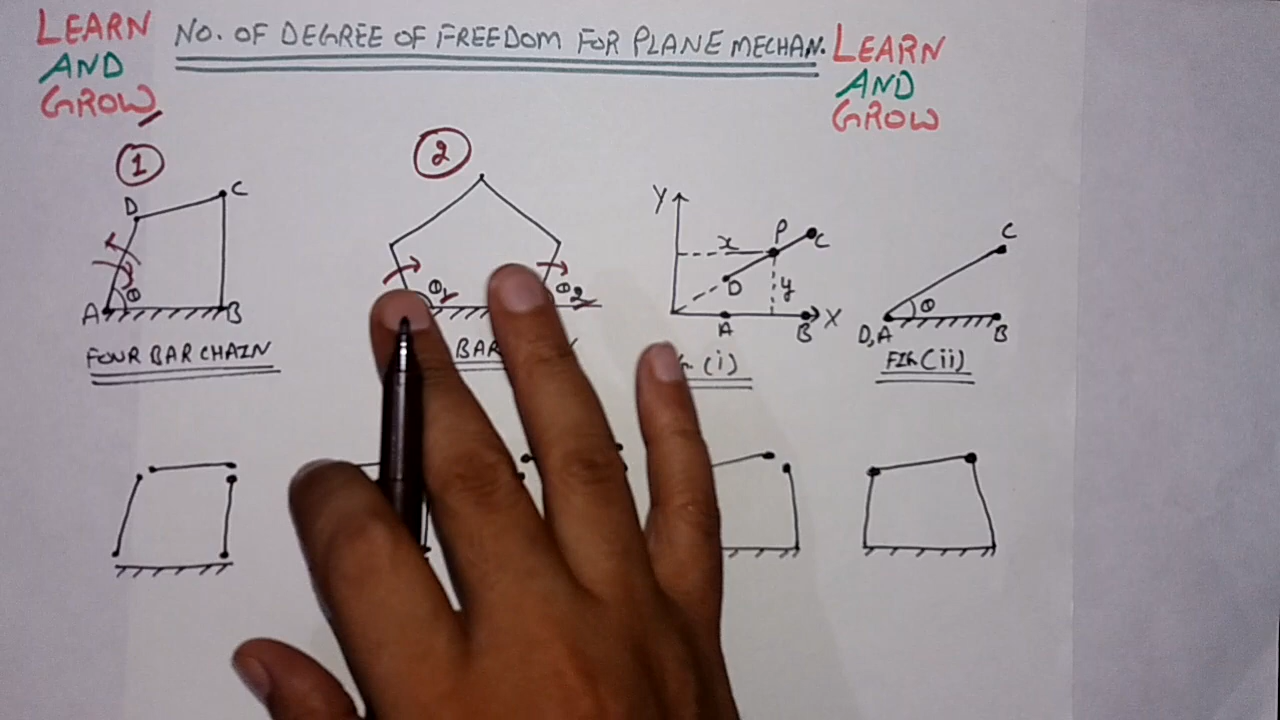 LEARN
AND
GROW
NO. OF DEGREE OF FREEDOM FOR PLANE MECHAN.
LEARN
AND
GROW
1
D
C
θ
A
B
FOUR BAR CHAIN
2
θ1
θ2
BAR
Y
x
P
C
D
y
A
B
X
(i)
C
θ
D,A
B
FIG (ii)